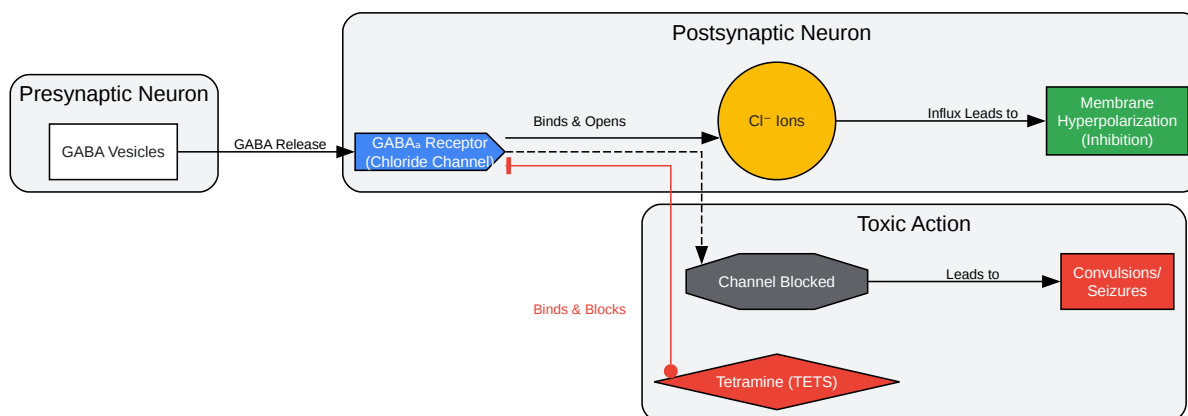 Postsynaptic Neuron
Presynaptic Neuron
GABA Vesicles
GABA Release
GABAₐ Receptor
(Chloride Channel)
Binds & Opens
Cl⁻ Ions
Influx Leads to
Membrane
Hyperpolarization
(Inhibition)
Toxic Action
Channel Blocked
Leads to
Convulsions/
Seizures
Binds & Blocks
Tetramine (TETS)